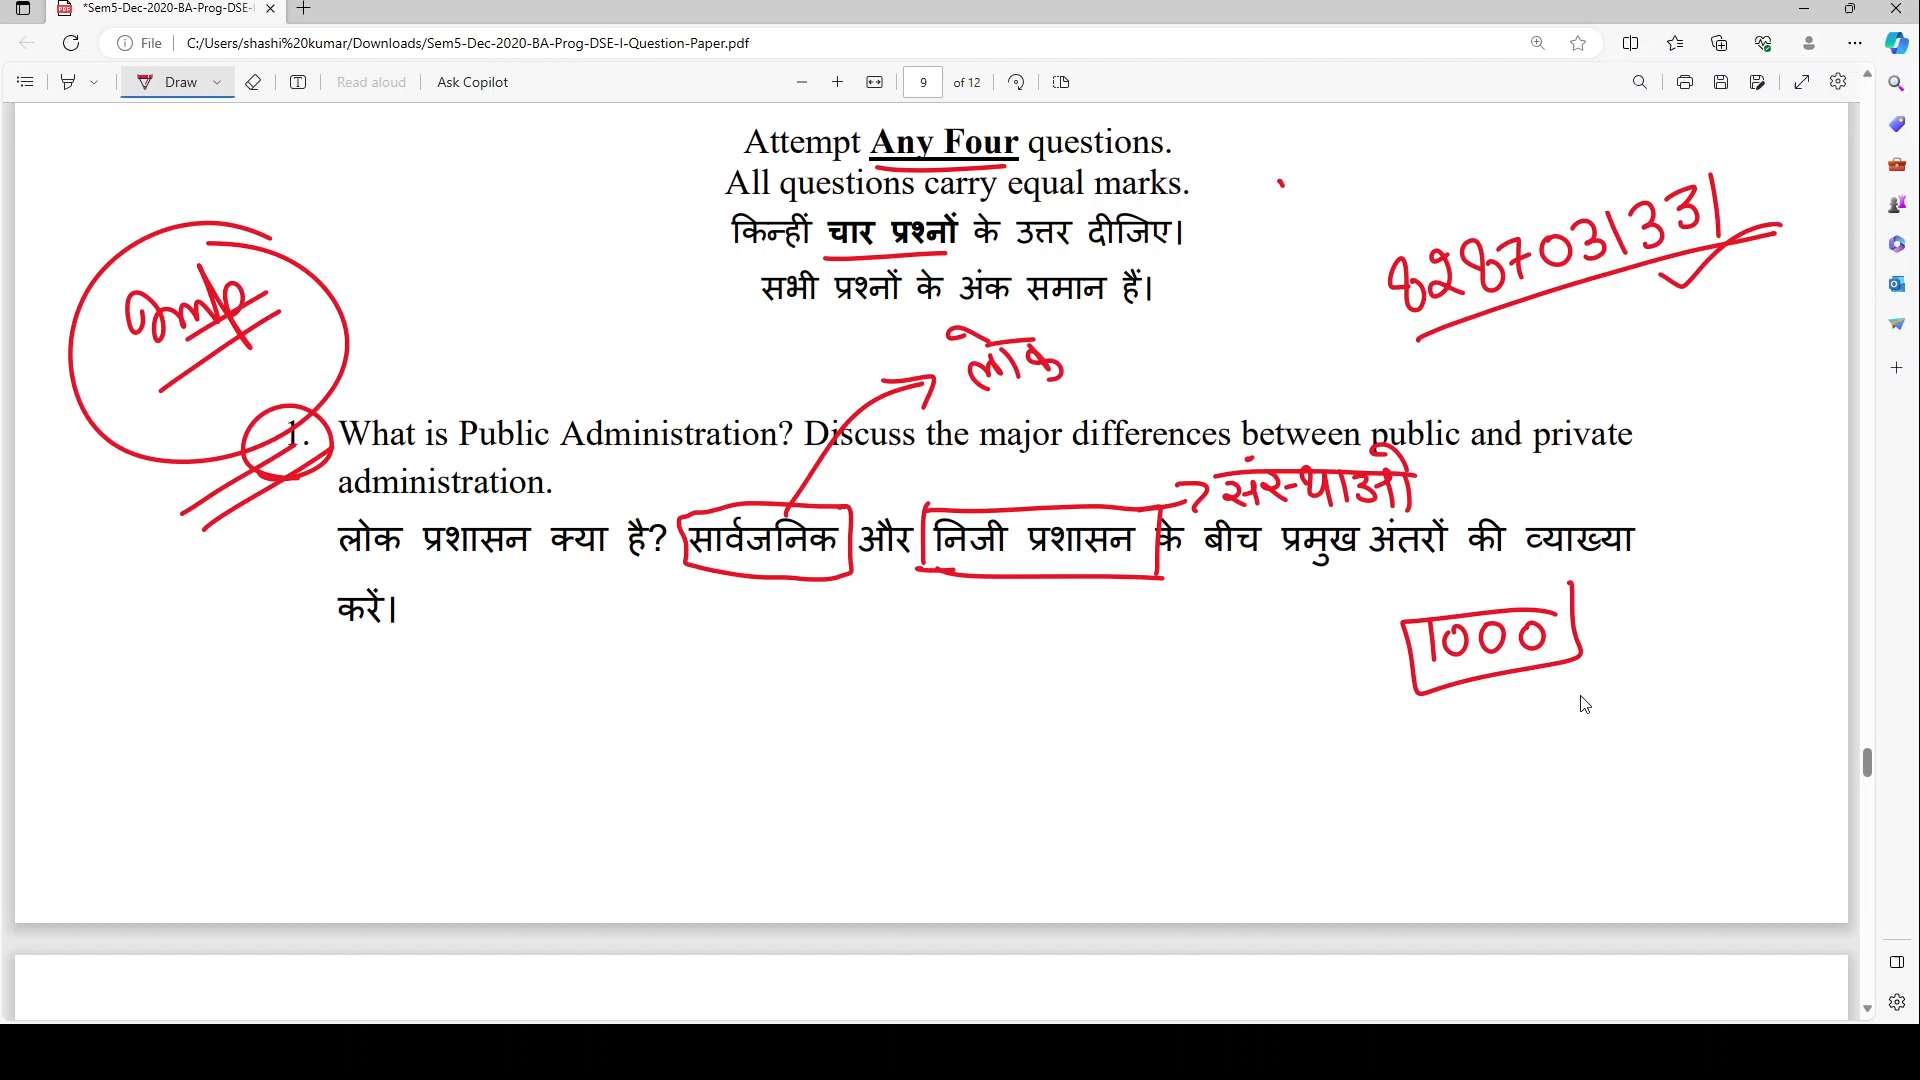 *Sem5-Dec-2020-BA-Prog-DSE-I-
File C:/Users/shashi%20kumar/Downloads/Sem5-Dec-2020-BA-Prog-DSE-I-Question-Paper.pdf
Draw Read aloud Ask Copilot 9 of 12
Attempt Any Four questions.
All questions carry equal marks.
किन्हीं चार प्रश्नों के उत्तर दीजिए।
सभी प्रश्नों के अंक समान हैं।
8287031331
Imp
लोक
1. What is Public Administration? Discuss the major differences between public and private
administration.
संस्थाओं
लोक प्रशासन क्या है? सार्वजनिक और निजी प्रशासन के बीच प्रमुख अंतरों की व्याख्या
करें।
1000